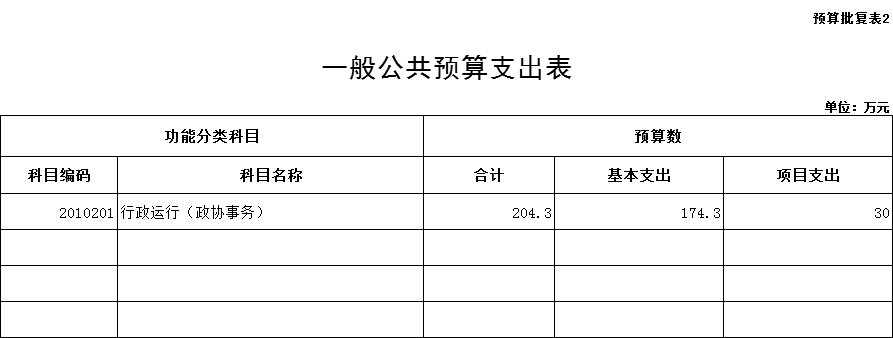 预算批复表2
一般公共预算支出表
单位：万元
功能分类科目 预算数
科目编码 科目名称 合计 基本支出 项目支出
2010201 行政运行（政协事务） 204.3 174.3 30